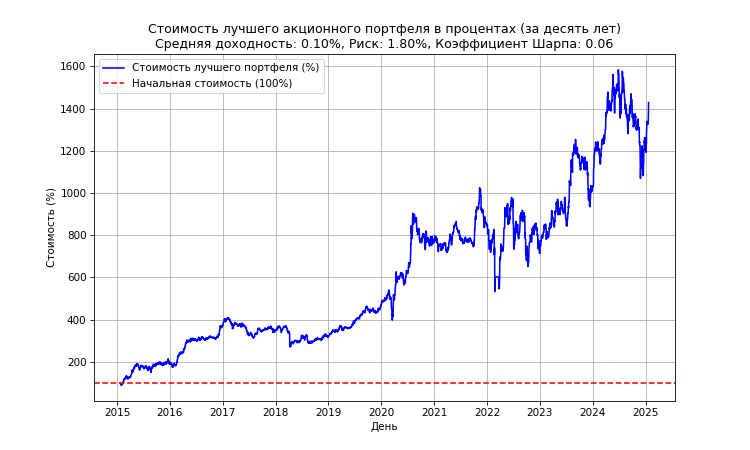 Стоимость лучшего акционного портфеля в процентах (за десять лет)
Средняя доходность: 0.10%, Риск: 1.80%, Коэффициент Шарпа: 0.06
Стоимость лучшего портфеля (%)
Начальная стоимость (100%)
Стоимость (%)
1600
1400
1200
1000
800
600
400
200
2015 2016 2017 2018 2019 2020 2021 2022 2023 2024 2025
День